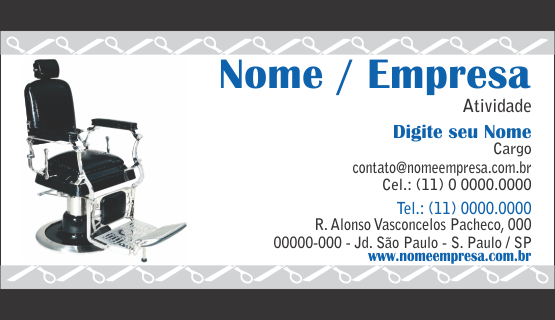 Nome / Empresa
Atividade
Digite seu Nome
Cargo
contato@nomeempresa.com.br
Cel.: (11) 0 0000.0000
Tel.: (11) 0000.0000
R. Alonso Vasconcelos Pacheco, 000
00000-000 - Jd. São Paulo - S. Paulo / SP
www.nomeempresa.com.br